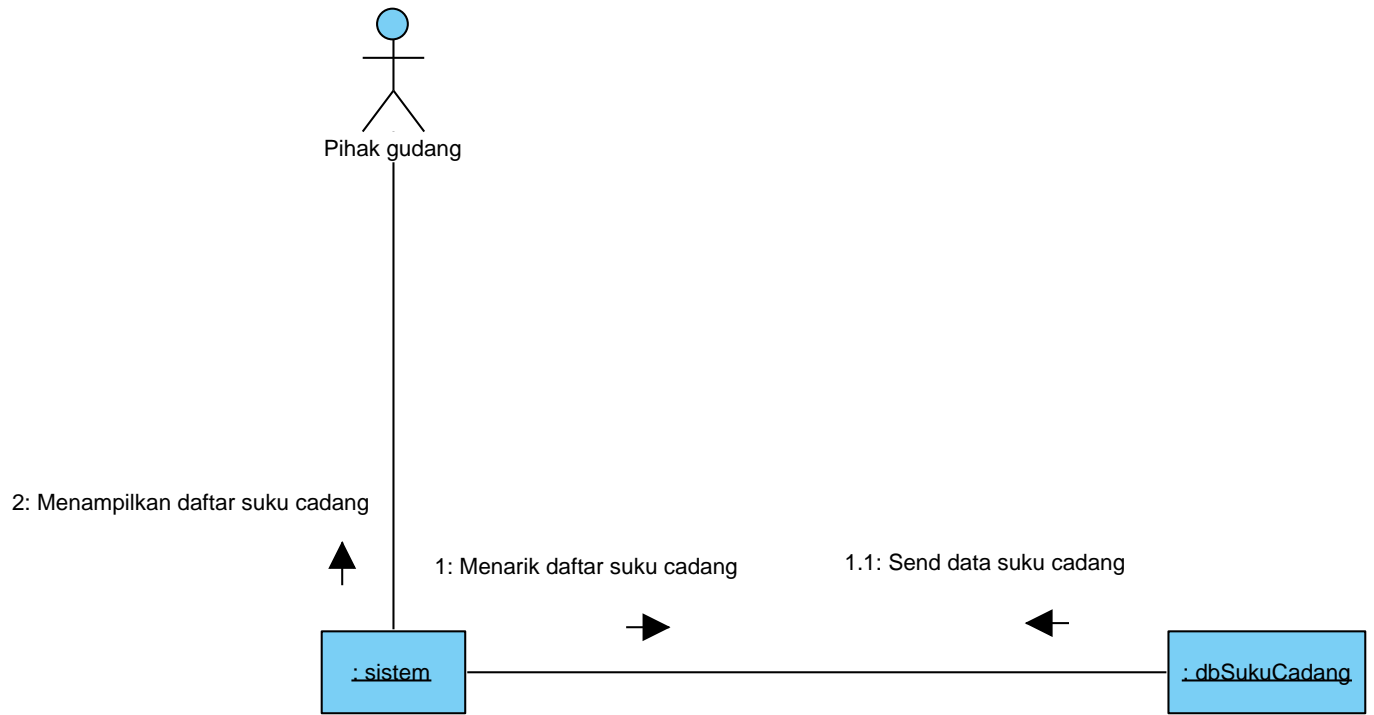 Pihak gudang
2: Menampilkan daftar suku cadang
1: Menarik daftar suku cadang
1.1: Send data suku cadang
: sistem
: dbSukuCadang